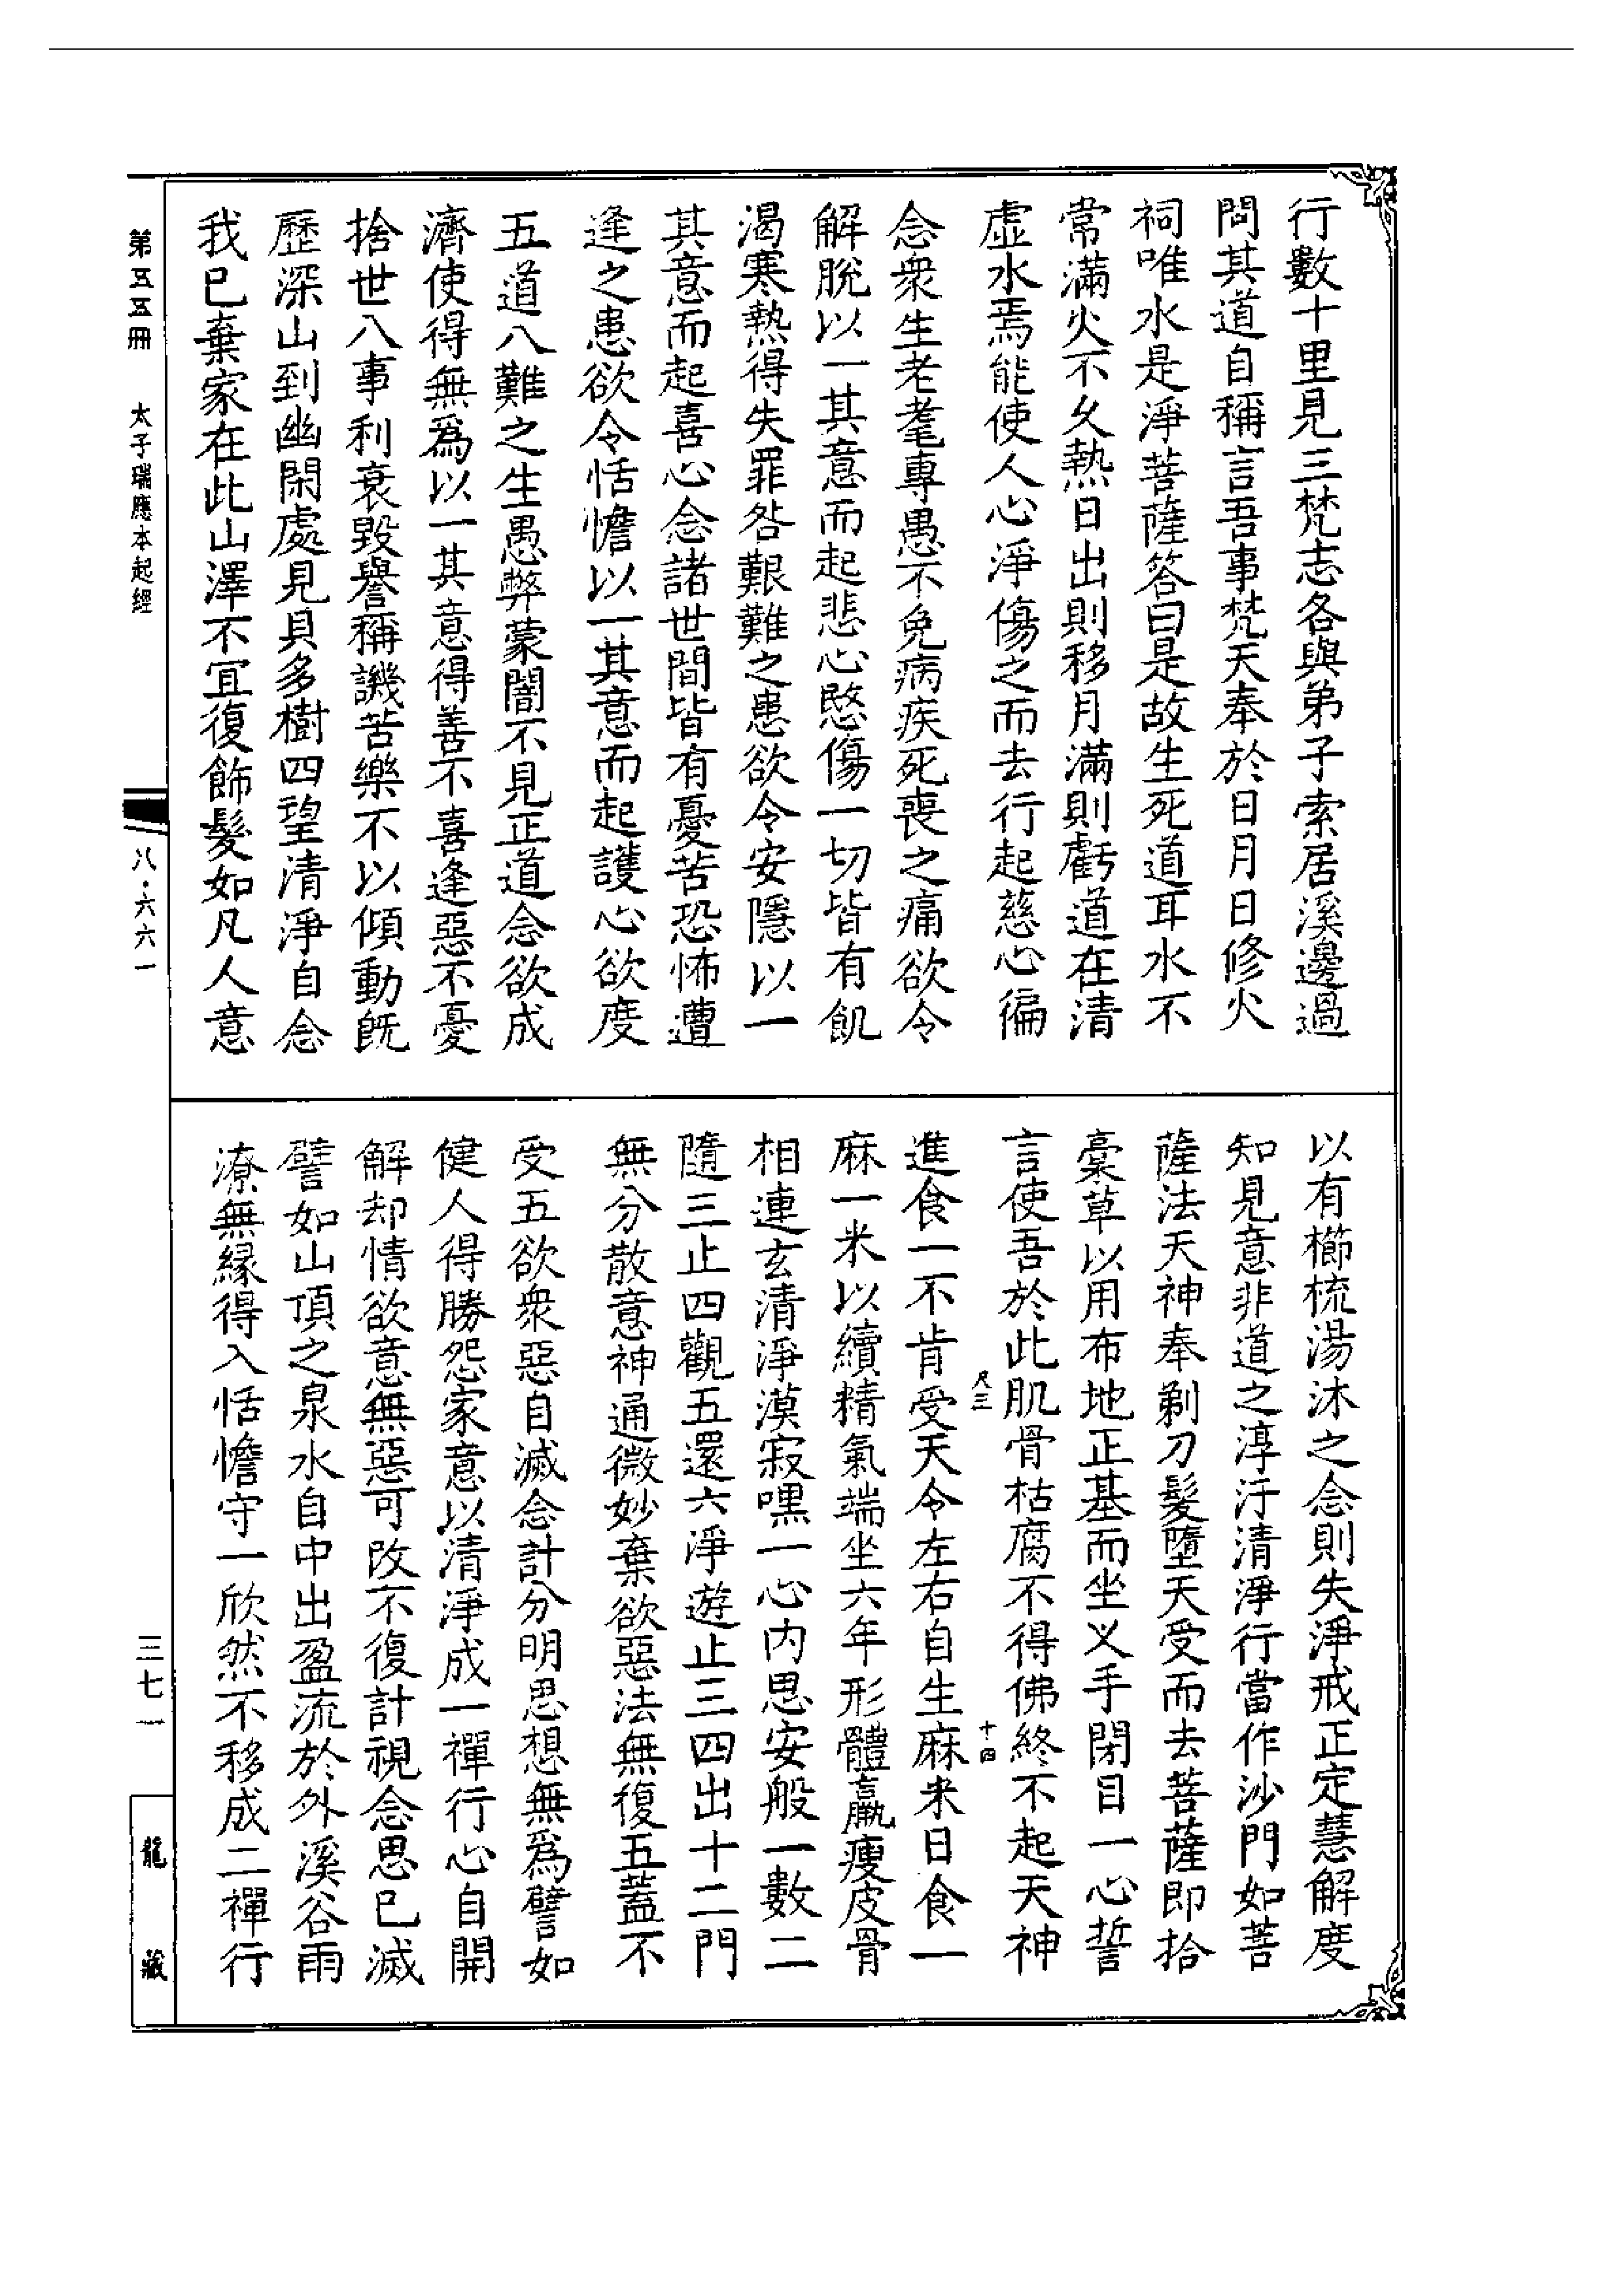 行數十里見三梵志各與弟子索居溪邊過
問其道自稱言吾事梵天奉於日月日修火
祠唯水是淨菩薩答曰是故生死道耳水不
常滿火不久熱日出則移月滿則虧道在清
虛水焉能使人心淨傷之而去行起慈心徧
念衆生老耄專愚不免病疾死喪之痛欲令
解脫以一其意而起悲心愍傷一切皆有飢
渴寒熱得失罪咎艱難之患欲令安隱以一
其意而起喜心念諸世間皆有憂苦恐怖遭
逢之患欲令恬憺以一其意而起護心欲度
五道八難之生愚弊蒙闇不見正道念欲成
濟使得無爲以一其意得善不喜逢惡不憂
捨世八事利衰毀譽稱譏苦樂不以傾動旣
歷深山到幽閑處見貝多樹四望清淨自念
我已棄家在此山澤不宜復飾髮如凡人意
以有櫛梳湯沐之念則失淨戒正定慧解度
知見意非道之淳汙清淨行當作沙門如菩
薩法天神奉剃刀髮墮天受而去菩薩即拾
藁草以用布地正基而坐义手閉目一心誓
言使吾於此肌骨枯腐不得佛終不起天神
尺三
十四
進食一不肯受天令左右自生麻米日食一
麻一米以續精氣端坐六年形體羸瘦皮骨
相連玄清淨漠寂嘿一心內思安般一數二
隨三止四觀五還六淨遊止三四出十二門
無分散意神通微妙棄欲惡法無復五蓋不
受五欲衆惡自滅念計分明思想無爲譬如
健人得勝怨家意以清淨成一禪行心自開
解却情欲意無惡可改不復計視念思已滅
譬如山頂之泉水自中出盈流於外溪谷雨
潦無緣得入恬憺守一欣然不移成二禪行
第五五冊 太子瑞應本起經
八·六六一
三七一
龍藏